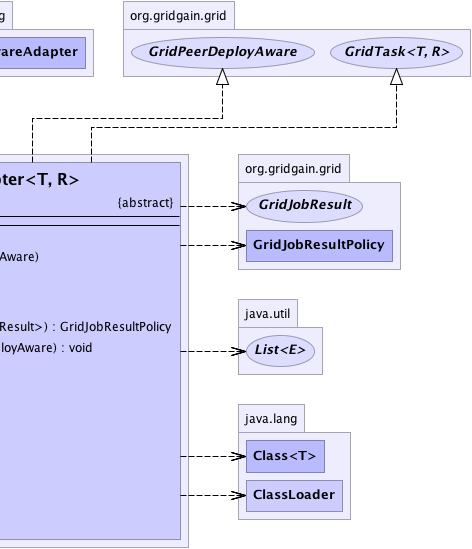 g
org.gridgain.grid
areAdapter
GridPeerDeployAware
GridTask<T, R>
pter<T, R>
{abstract}
org.gridgain.grid
GridJobResult
GridJobResultPolicy
Aware)
Result>) : GridJobResultPolicy
loyAware) : void
java.util
List<E>
java.lang
Class<T>
ClassLoader